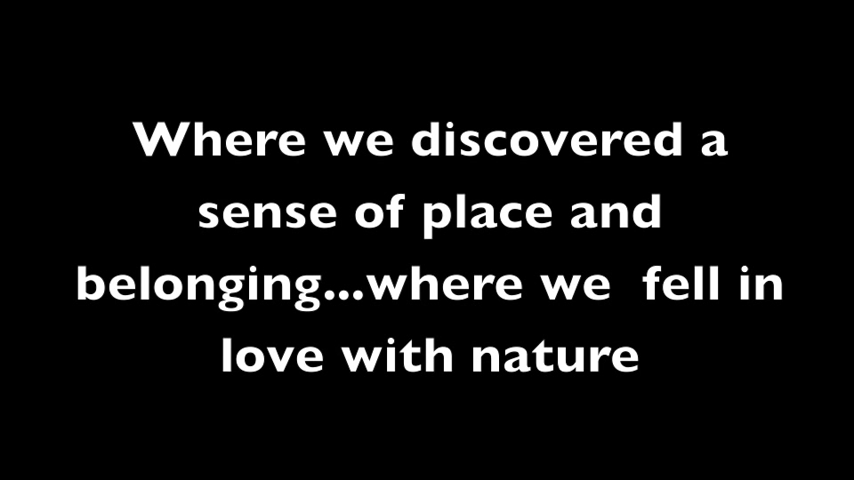 Where we discovered a
sense of place and
belonging...where we  fell in
love with nature